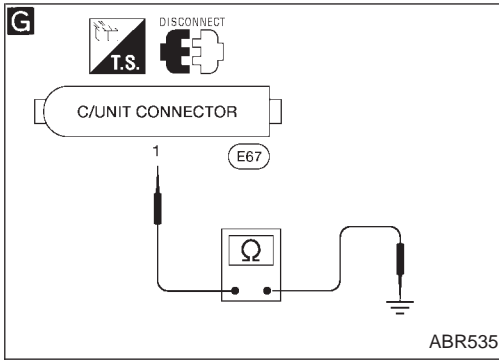 G
DISCONNECT
T.S.
C/UNIT CONNECTOR
1
E67
Ω
ABR535